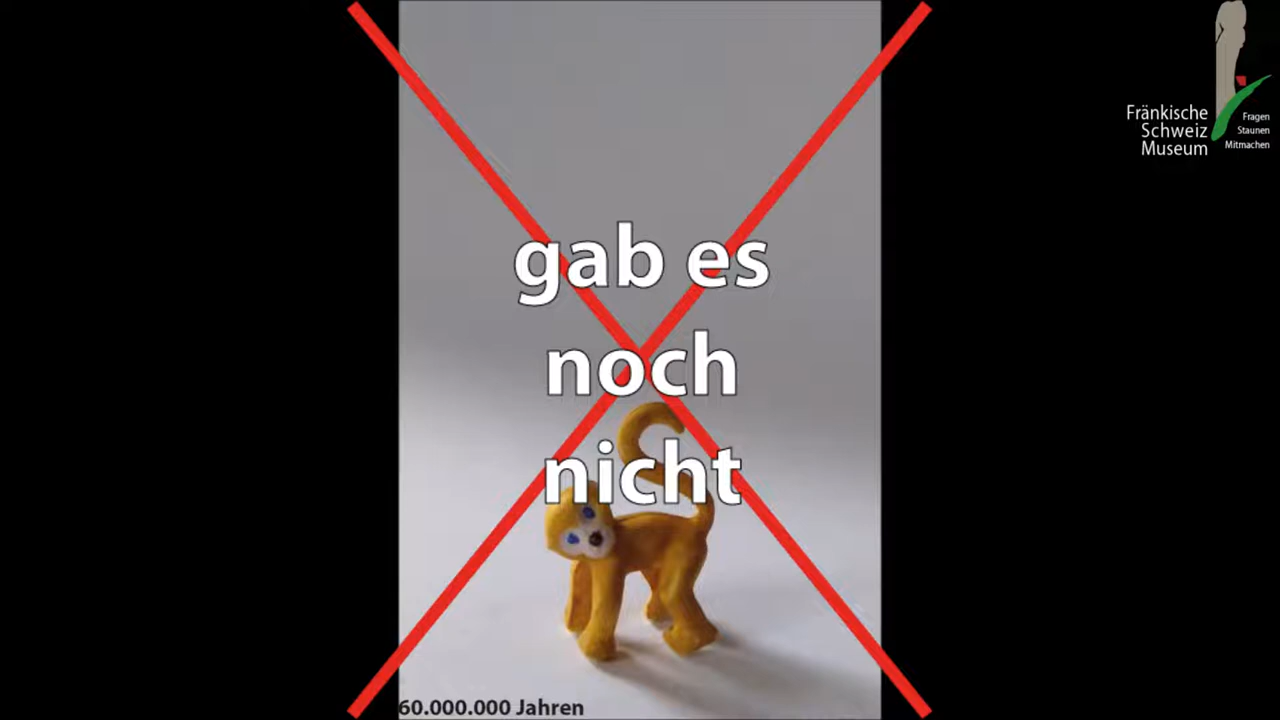 gab es
noch
nicht
60.000.000 Jahren
Fränkische
Schweiz
Museum
Fragen
Staunen
Mitmachen